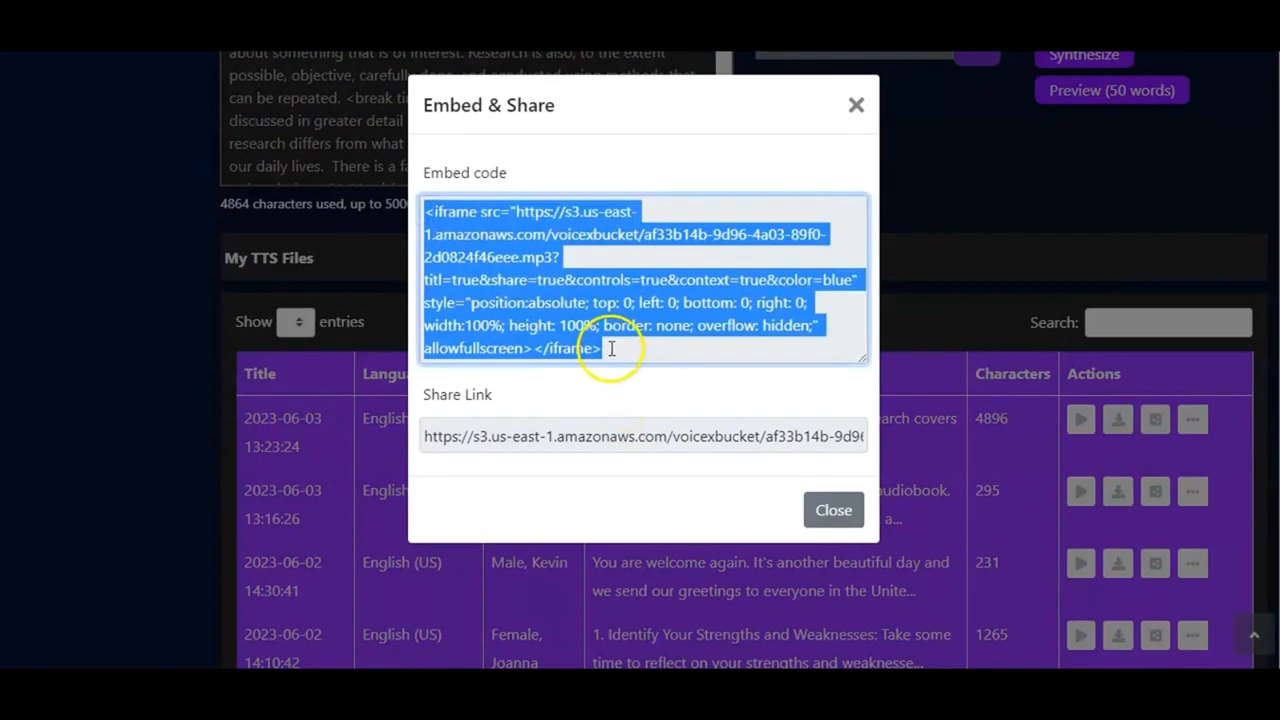 about something that is of interest. Research is also, to the extent
possible, objective, carefully done, and conducted using methods that
can be repeated. <break ti
discussed in greater detail
research differs from what
our daily lives. There is a fa
4864 characters used, up to 500
Synthesize
Preview (50 words)
Embed & Share
Embed code
<iframe src="https://s3.us-east-
1.amazonaws.com/voicexbucket/af33b14b-9d96-4a03-89f0-
2d0824f46eee.mp3?
titl=true&share=true&controls=true&context=true&color=blue"
style="position:absolute; top: 0; left: 0; bottom: 0; right: 0;
width:100%; height: 100%; border: none; overflow: hidden;"
allowfullscreen></iframe>
Share Link
https://s3.us-east-1.amazonaws.com/voicexbucket/af33b14b-9d96
Close
My TTS Files
Show entries
Search:
Title Langu Characters Actions
2023-06-03 English arch covers 4896
13:23:24
2023-06-03 English audiobook. 295
13:16:26 a...
2023-06-02 English (US) Male, Kevin You are welcome again. It's another beautiful day and 231
14:30:41 we send our greetings to everyone in the Unite...
2023-06-02 English (US) Female, 1. Identify Your Strengths and Weaknesses: Take some 1265
14:10:42 Joanna time to reflect on your strengths and weaknesse...